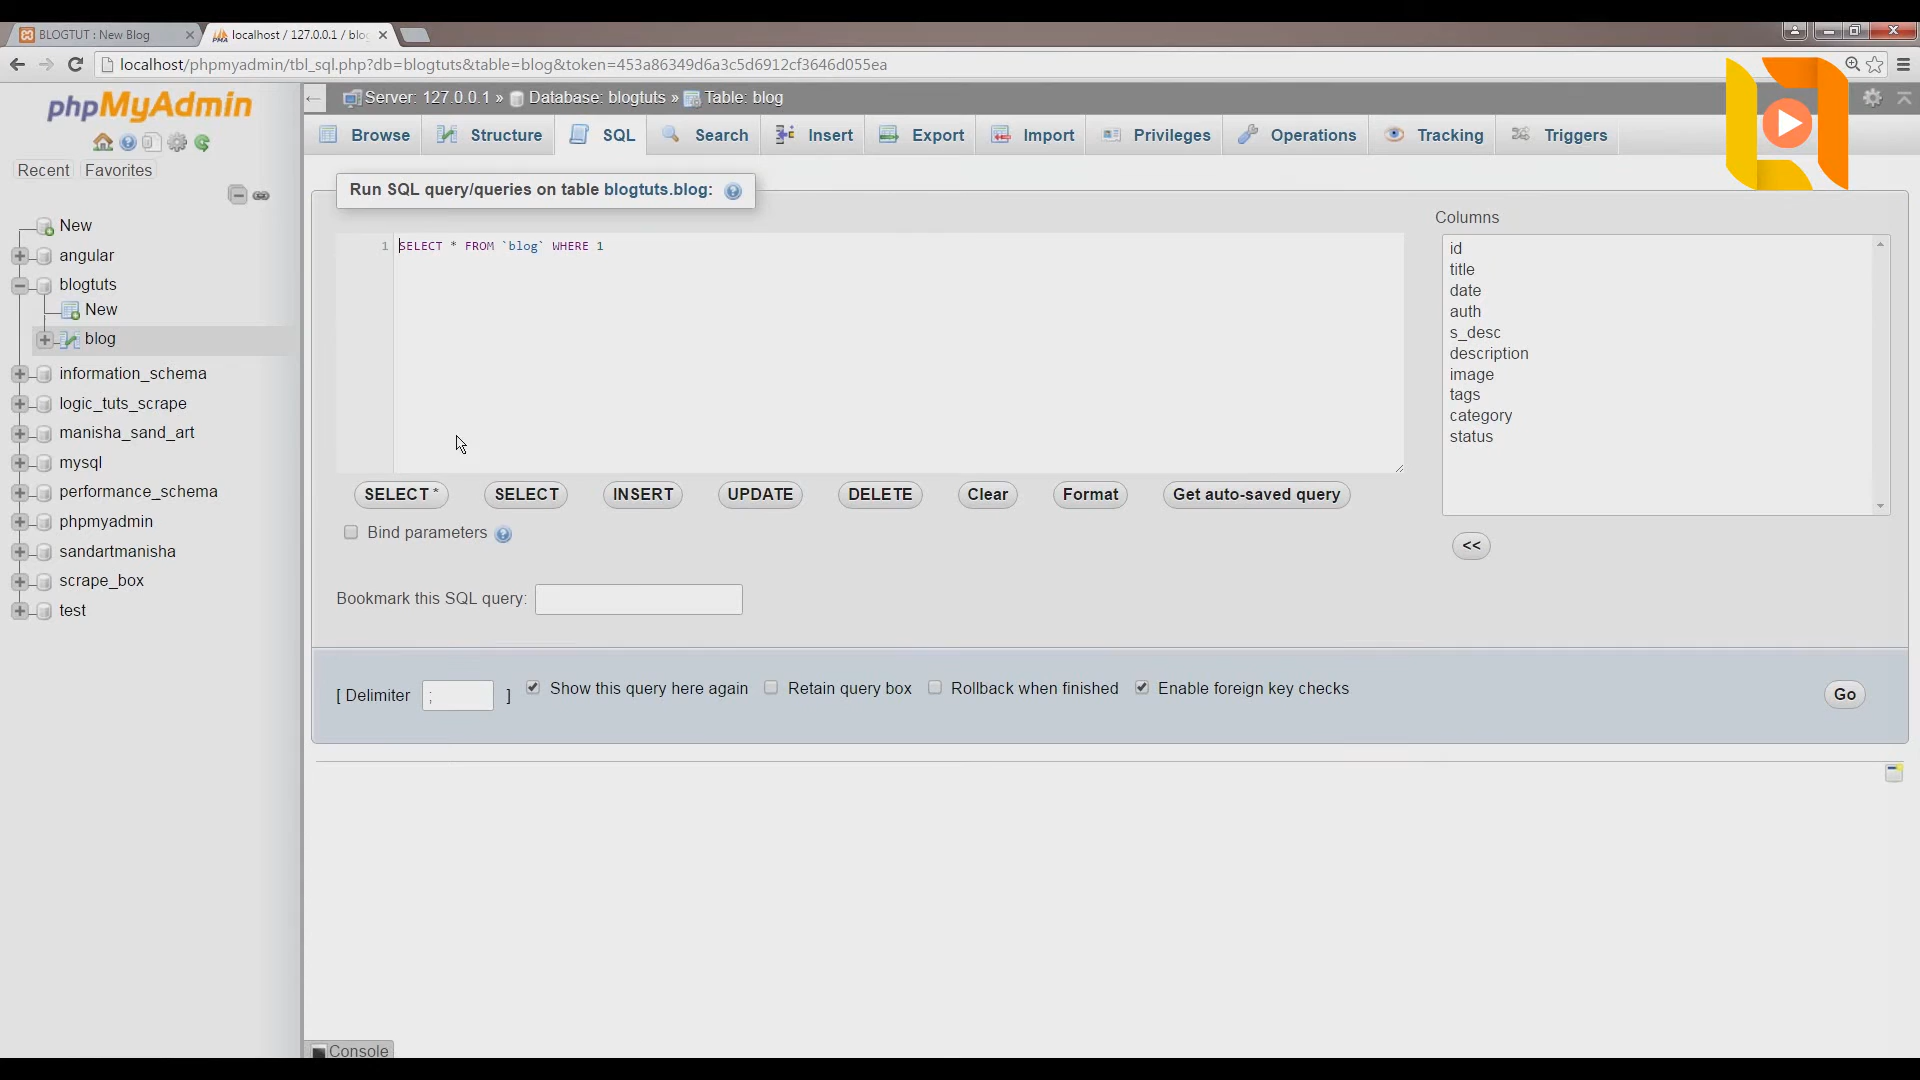 BLOGTUT : New Blog
localhost / 127.0.0.1 / blo
localhost/phpmyadmin/tbl_sql.php?db=blogtuts&table=blog&token=453a86349d6a3c5d6912cf3646d055ea
phpMyAdmin
Recent Favorites
New
angular
blogtuts
New
blog
information_schema
logic_tuts_scrape
manisha_sand_art
mysql
performance_schema
phpmyadmin
sandartmanisha
scrape_box
test
Server: 127.0.0.1 » Database: blogtuts » Table: blog
Browse Structure SQL Search Insert Export Import Privileges Operations Tracking Triggers
Run SQL query/queries on table blogtuts.blog:
1 SELECT * FROM `blog` WHERE 1
Columns
id
title
date
auth
s_desc
description
image
tags
category
status
<<
SELECT * SELECT INSERT UPDATE DELETE Clear Format Get auto-saved query
Bind parameters
Bookmark this SQL query:
[ Delimiter ; ] Show this query here again Retain query box Rollback when finished Enable foreign key checks Go
Console